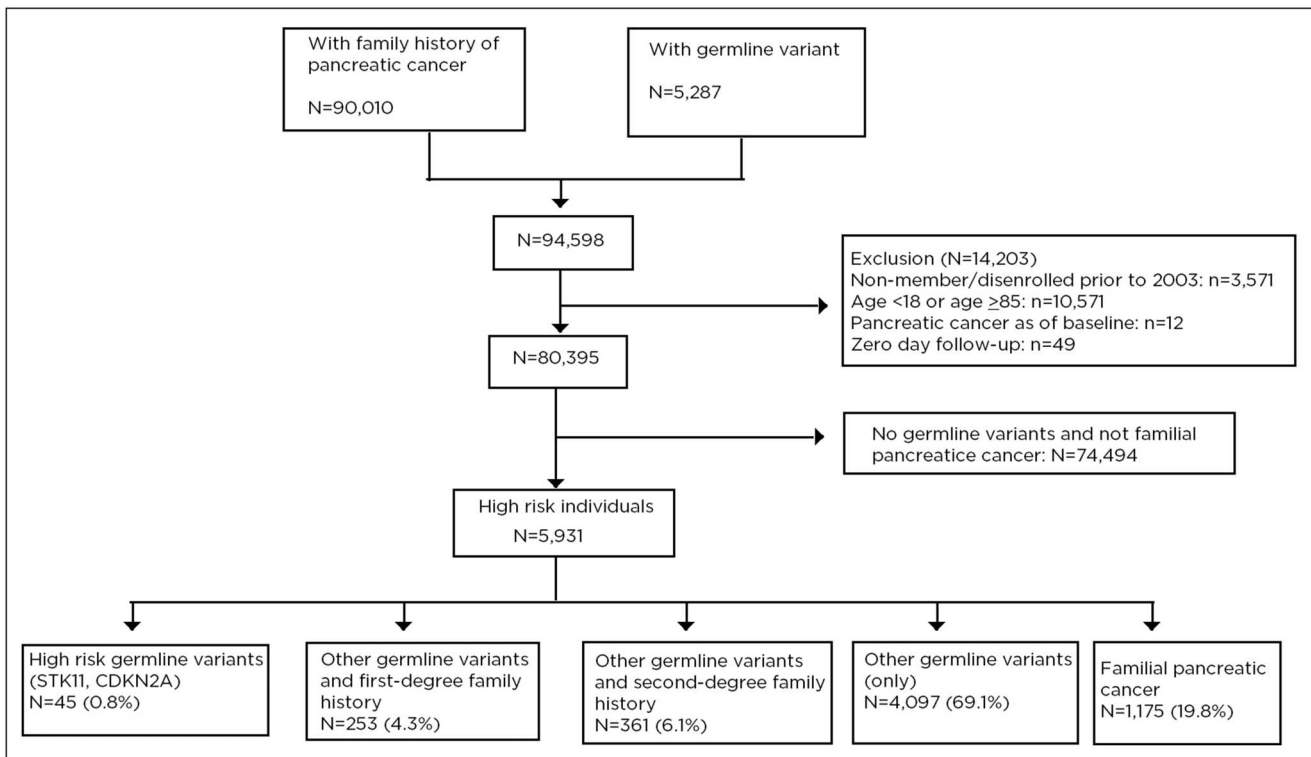 With family history of
pancreatic cancer
N=90,010
With germline variant
N=5,287
N=94,598
Exclusion (N=14,203)
Non-member/disenrolled prior to 2003: n=3,571
Age <18 or age ≥85: n=10,571
Pancreatic cancer as of baseline: n=12
Zero day follow-up: n=49
N=80,395
No germline variants and not familial
pancreatice cancer: N=74,494
High risk individuals
N=5,931
High risk germline variants
(STK11, CDKN2A)
N=45 (0.8%)
Other germline variants
and first-degree family
history
N=253 (4.3%)
Other germline variants
and second-degree family
history
N=361 (6.1%)
Other germline variants
(only)
N=4,097 (69.1%)
Familial pancreatic
cancer
N=1,175 (19.8%)